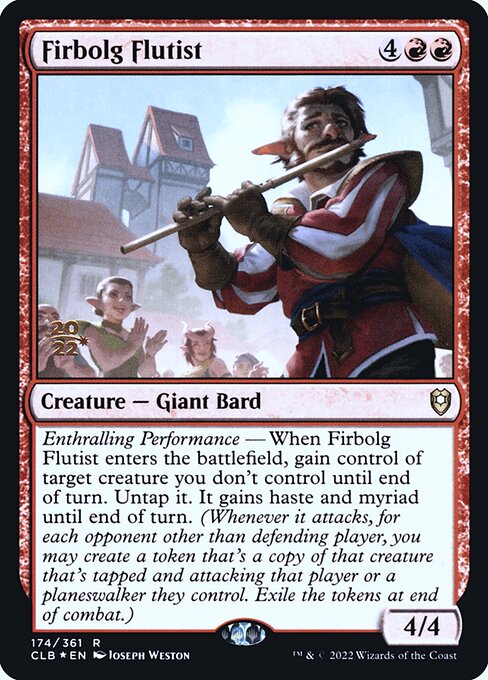 Firbolg Flutist 4
20
22
Creature — Giant Bard
Enthralling Performance — When Firbolg
Flutist enters the battlefield, gain control of
target creature you don't control until end
of turn. Untap it. It gains haste and myriad
until end of turn. (Whenever it attacks, for
each opponent other than defending player, you
may create a token that's a copy of that creature
that's tapped and attacking that player or a
planeswalker they control. Exile the tokens at end
of combat.)
4/4
174/361 R
CLB ★ EN Joseph Weston
™ & © 2022 Wizards of the Coast